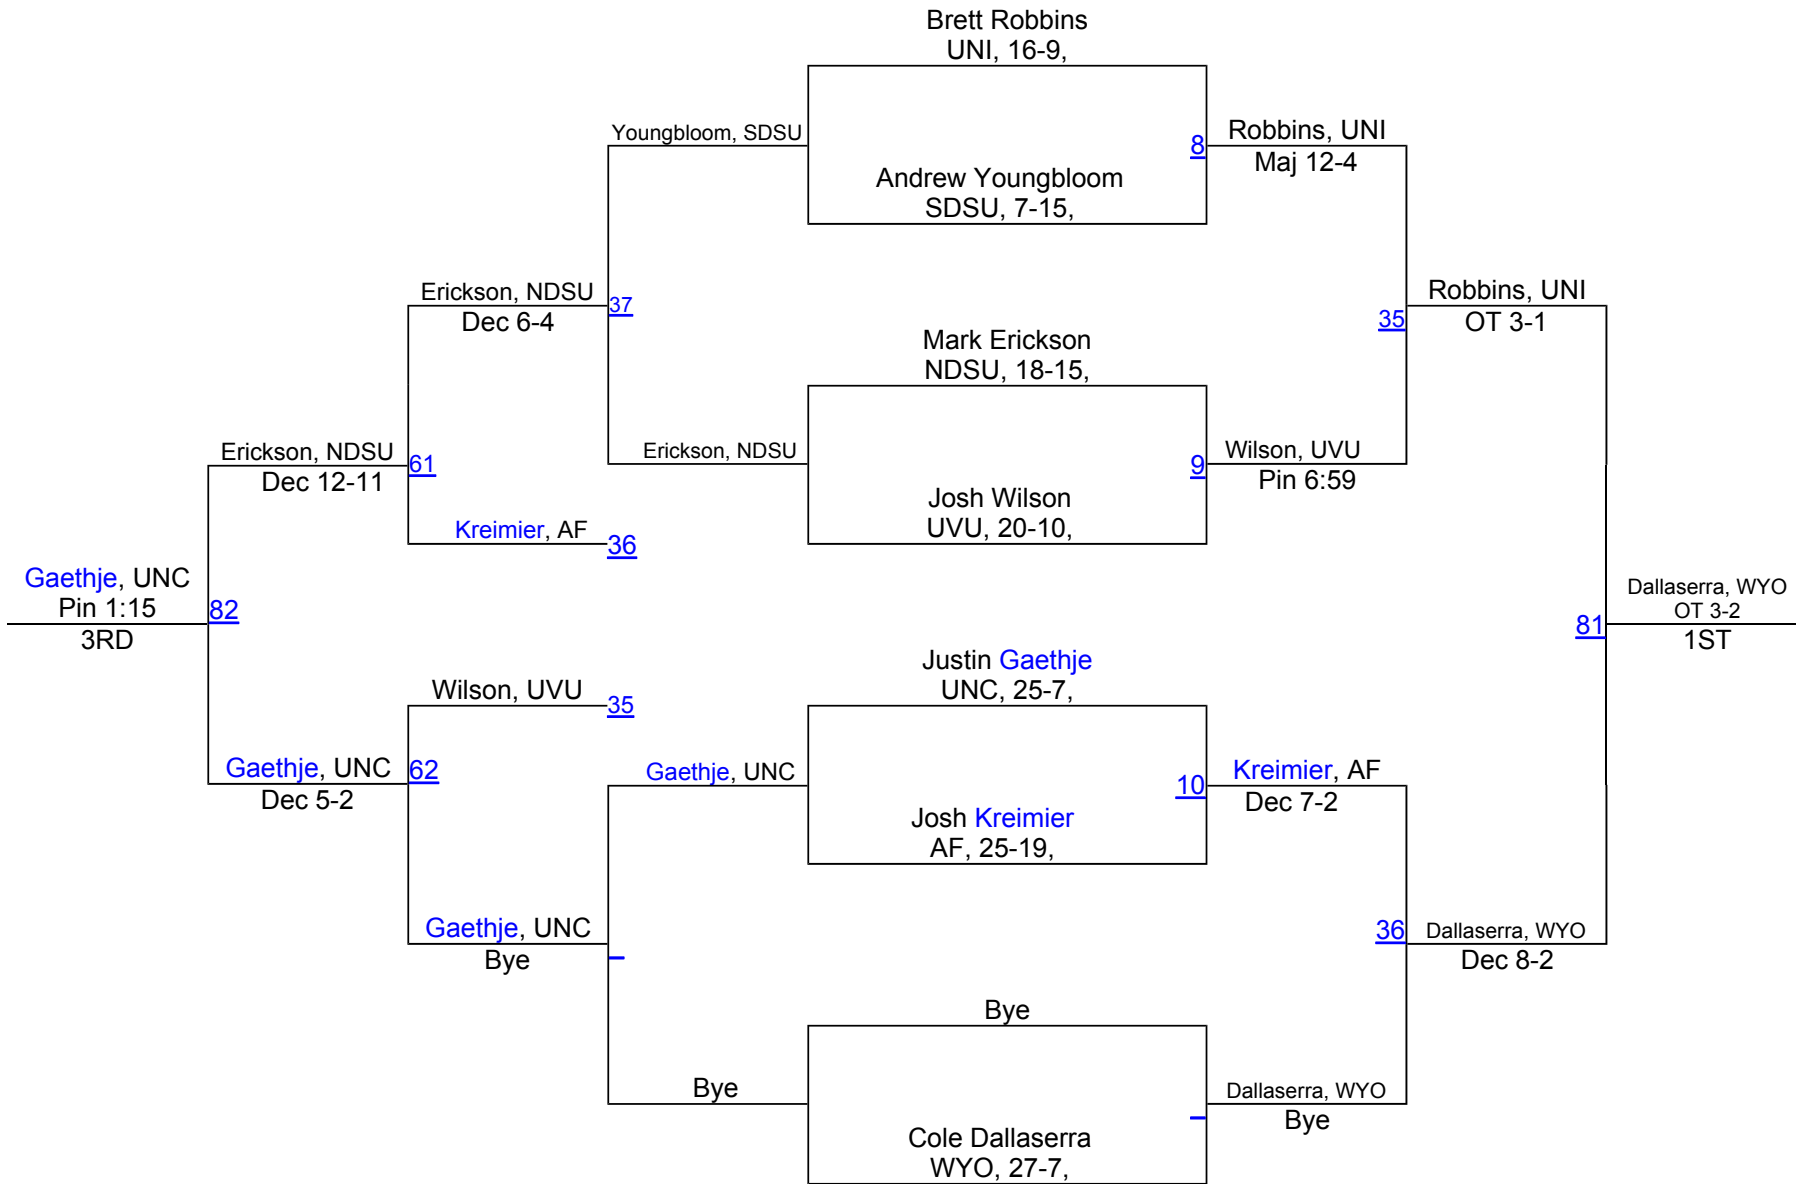 Brett Robbins
UNI, 16-9,
Youngbloom, SDSU
8
Robbins, UNI
Maj 12-4
Andrew Youngbloom
SDSU, 7-15,
Erickson, NDSU
Dec 6-4
37
Robbins, UNI
OT 3-1
35
Mark Erickson
NDSU, 18-15,
Erickson, NDSU
Dec 12-11
61
Erickson, NDSU
9
Wilson, UVU
Pin 6:59
Josh Wilson
UVU, 20-10,
Kreimier, AF
36
Gaethje, UNC
Pin 1:15
3RD
82
Dallaserra, WYO
OT 3-2
1ST
81
Justin Gaethje
UNC, 25-7,
Wilson, UVU
35
Gaethje, UNC
Dec 5-2
62
Gaethje, UNC
10
Kreimier, AF
Dec 7-2
Josh Kreimier
AF, 25-19,
Gaethje, UNC
Bye
36
Dallaserra, WYO
Dec 8-2
Bye
Bye
Dallaserra, WYO
Bye
Cole Dallaserra
WYO, 27-7,